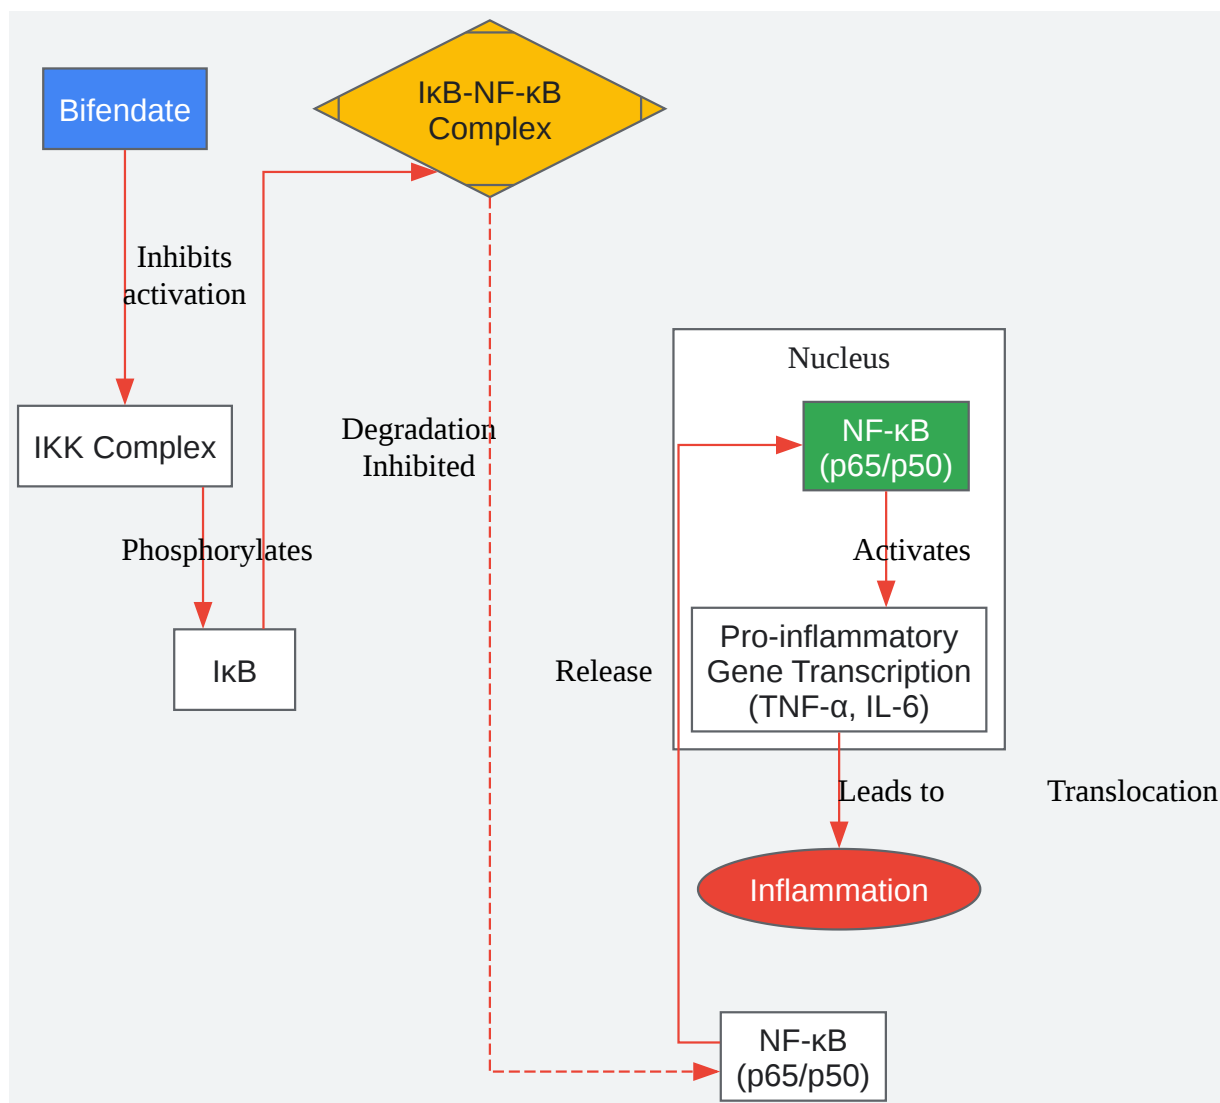 Bifendate
IκB-NF-κB
Complex
Inhibits
activation
IKK Complex
Degradation
Inhibited
Nucleus
NF-κB
(p65/p50)
Phosphorylates
Activates
IκB
Release
Pro-inflammatory
Gene Transcription
(TNF-α, IL-6)
Leads to
Translocation
Inflammation
NF-κB
(p65/p50)